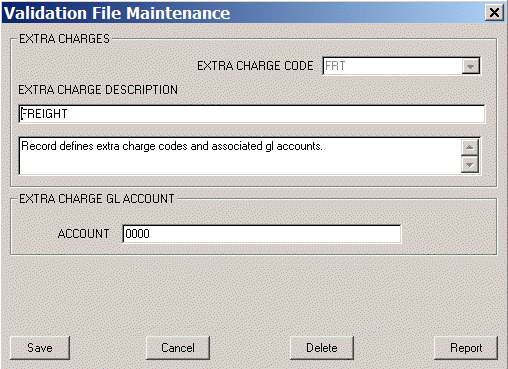 Validation File Maintenance
EXTRA CHARGES
EXTRA CHARGE CODE FRT
EXTRA CHARGE DESCRIPTION
FREIGHT
Record defines extra charge codes and associated gl accounts.
EXTRA CHARGE GL ACCOUNT
ACCOUNT 0000
Save Cancel Delete Report